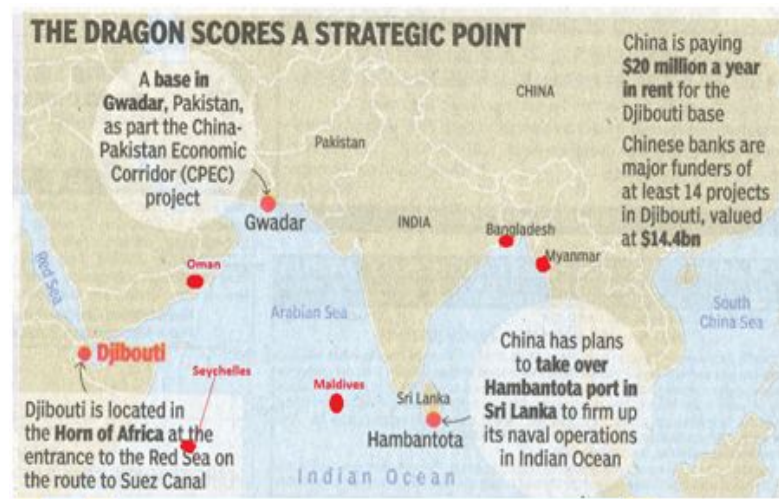 THE DRAGON SCORES A STRATEGIC POINT
A base in
Gwadar, Pakistan,
as part the China-
Pakistan Economic
Corridor (CPEC)
project
China is paying
$20 million a year
in rent for the
Djibouti base
Chinese banks are
major funders of
at least 14 projects
in Djibouti, valued
at $14.4bn
CHINA
Pakistan
Gwadar
INDIA
Bangladesh
Myanmar
Oman
Red Sea
Arabian Sea
South
China Sea
Djibouti
Seychelles
Maldives
Sri Lanka
Hambantota
China has plans
to take over
Hambantota port in
Sri Lanka to firm up
its naval operations
in Indian Ocean
Djibouti is located in
the Horn of Africa at the
entrance to the Red Sea on
the route to Suez Canal
Indian Ocean